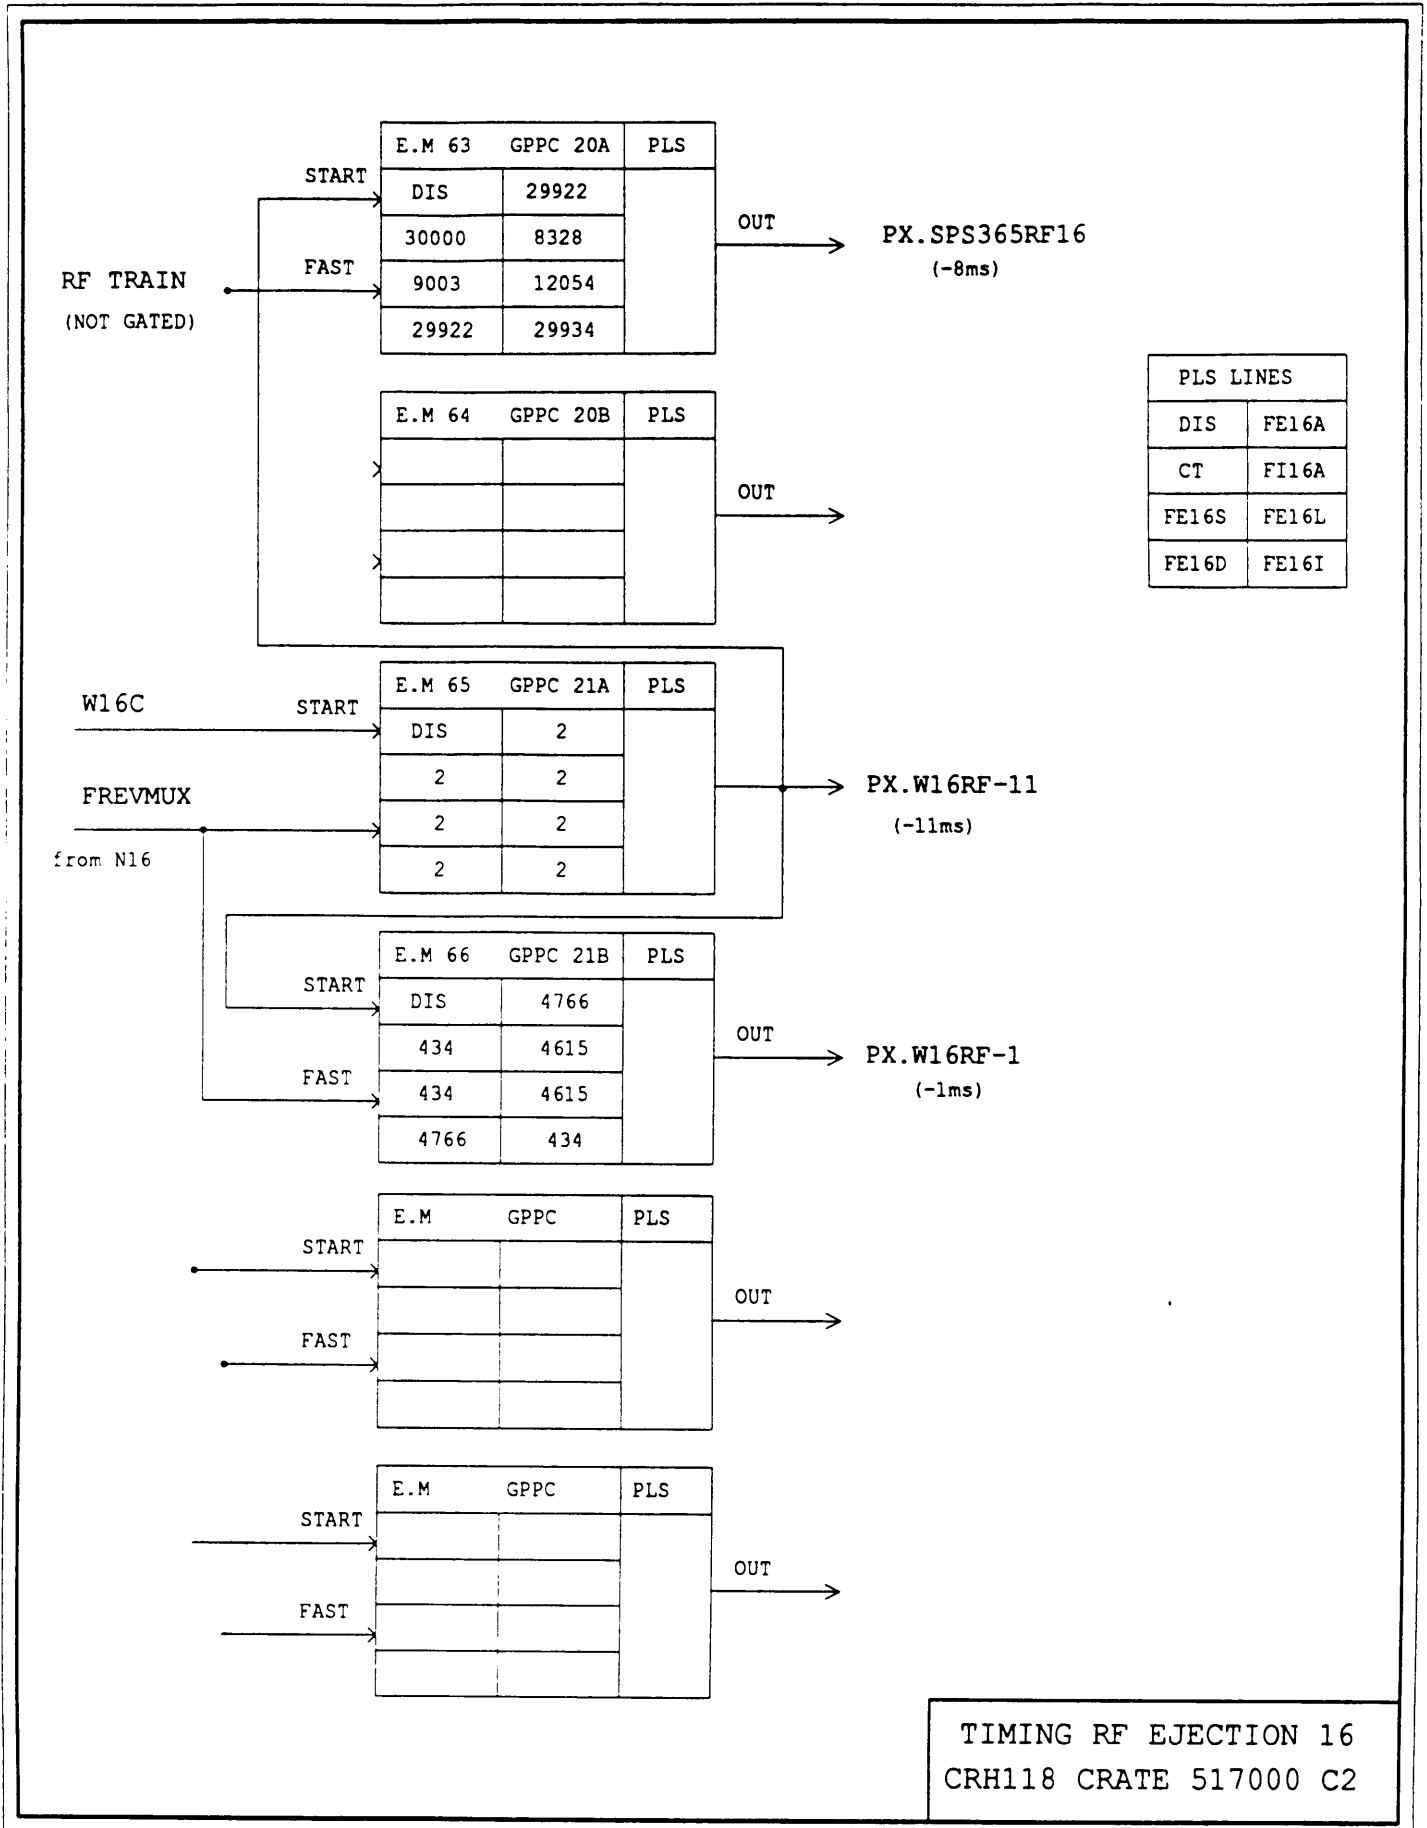 E.M 63 GPPC 20A PLS
START
DIS 29922
30000 8328
OUT
PX.SPS365RF16
(-8ms)
RF TRAIN
(NOT GATED)
FAST
9003 12054
29922 29934
PLS LINES
DIS FE16A
CT FI16A
FE16S FE16L
FE16D FE16I
E.M 64 GPPC 20B PLS
OUT
W16C
START
E.M 65 GPPC 21A PLS
DIS 2
2 2
FREVMUX
from N16
2 2
2 2
PX.W16RF-11
(-11ms)
E.M 66 GPPC 21B PLS
START
DIS 4766
434 4615
OUT
PX.W16RF-1
(-1ms)
FAST
434 4615
4766 434
E.M GPPC PLS
START
OUT
FAST
E.M GPPC PLS
START
OUT
FAST
TIMING RF EJECTION 16
CRH118 CRATE 517000 C2